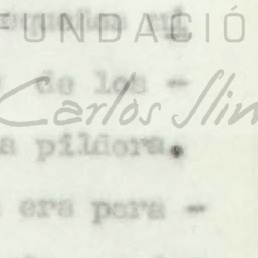 FUNDACIÓ
de los -
Carlos Slim
a píldora.
era para -